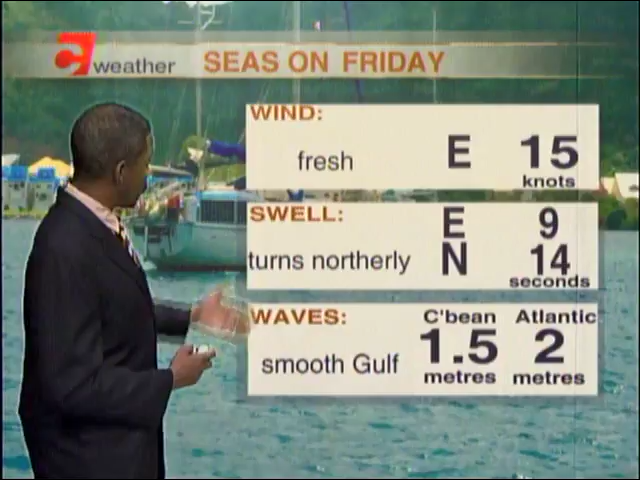 weather SEAS ON FRIDAY
WIND:
fresh E 15
knots
SWELL:
E 9
turns northerly N 14
seconds
WAVES: C'bean Atlantic
smooth Gulf 1.5 2
metres metres